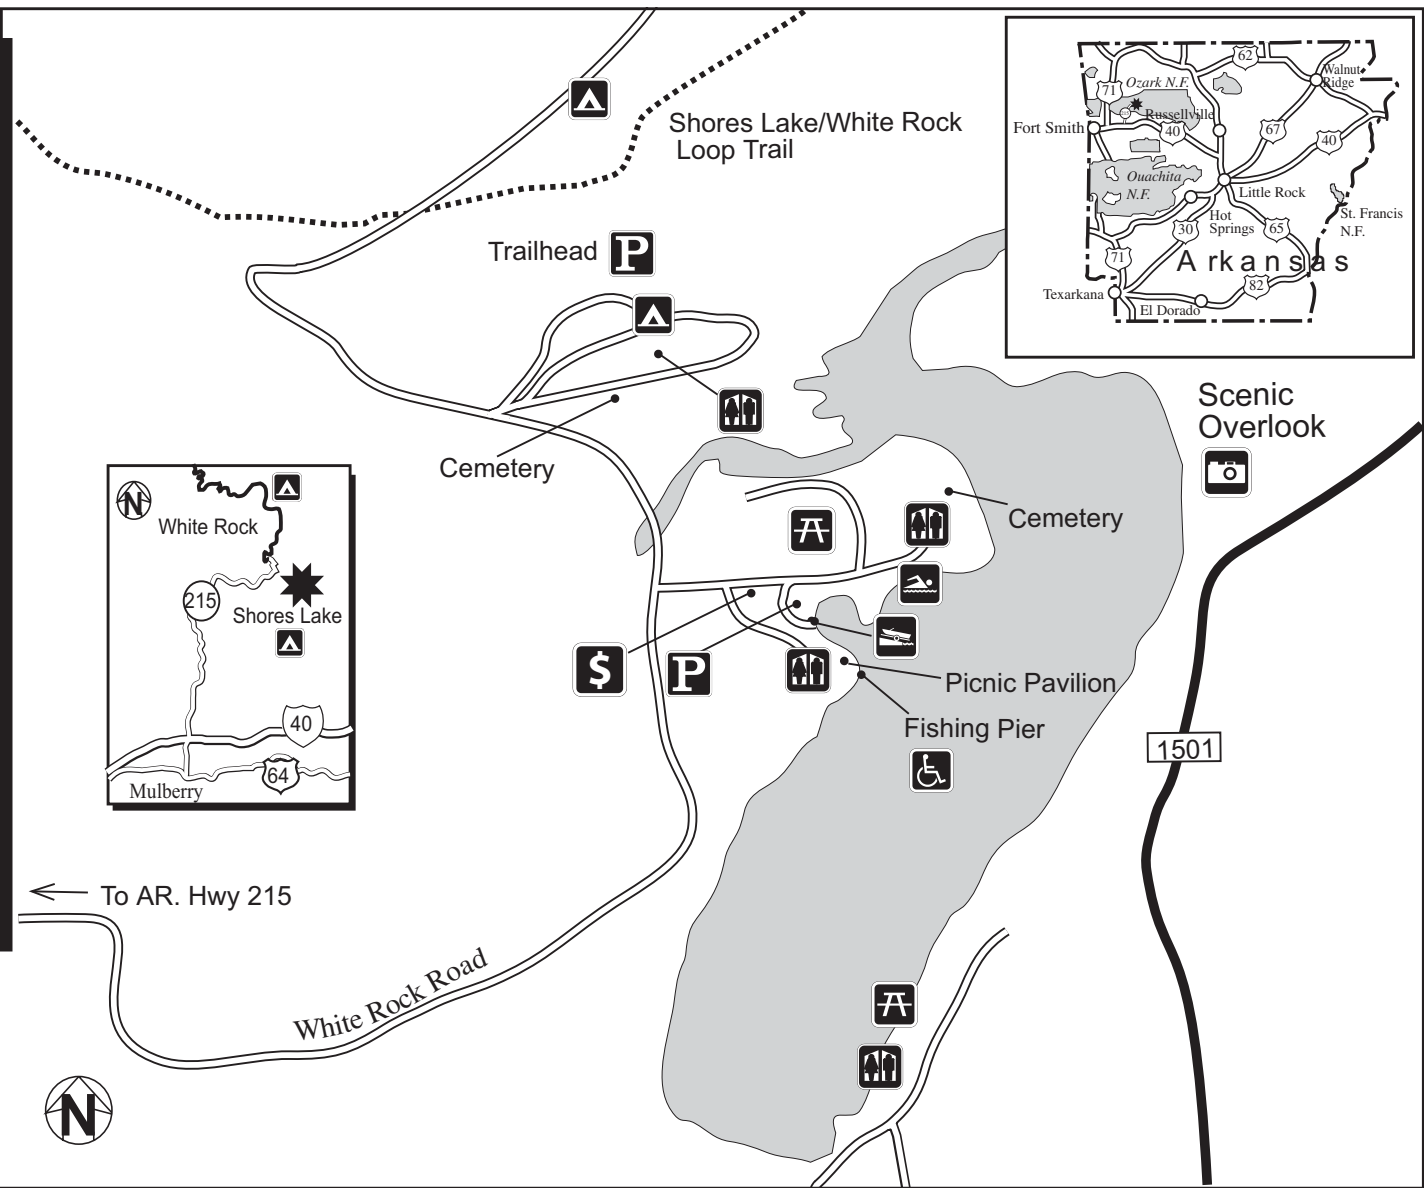 Shores Lake/White Rock
Loop Trail
Trailhead P
Cemetery
Scenic
Overlook
Cemetery
$
P
Picnic Pavilion
Fishing Pier
1501
To AR. Hwy 215
White Rock Road
N
N
White Rock
215
Shores Lake
40
64
Mulberry
62
Walnut
Ridge
Ozark N.F.
71
Russellville
Fort Smith
40
67
40
Ouachita
N.F.
Little Rock
St. Francis
N.F.
Hot
Springs
30
65
71
Arkansas
82
Texarkana
El Dorado